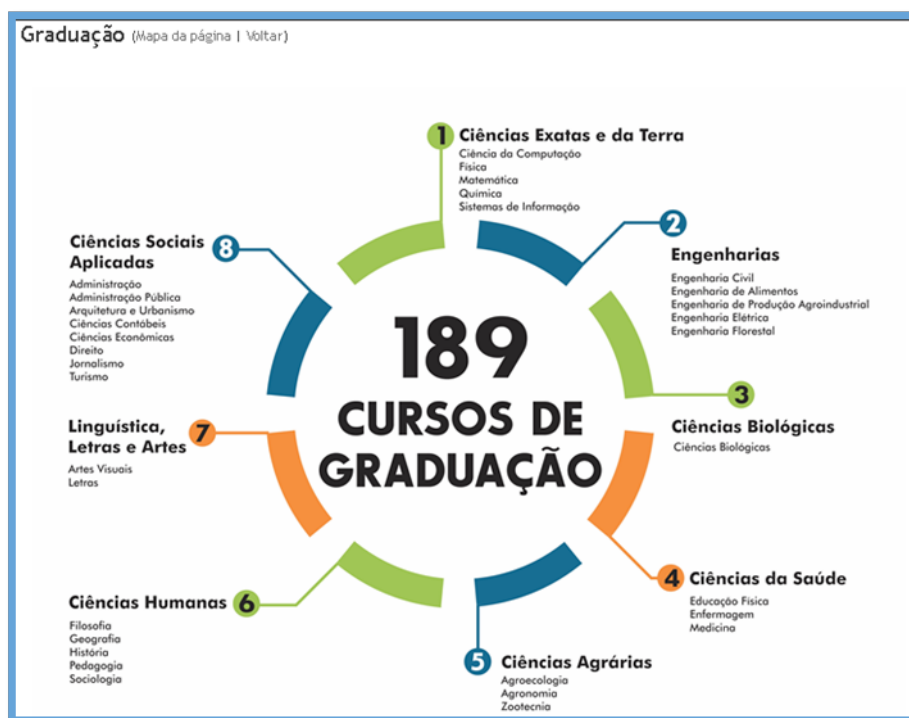 Graduação (Mapa da página | Voltar)
1 Ciências Exatas e da Terra
Ciência da Computação
Física
Matemática
Química
Sistemas de Informação
2
Engenharias
Engenharia Civil
Engenharia de Alimentos
Engenharia de Produção Agroindustrial
Engenharia Elétrica
Engenharia Florestal
3
Ciências Biológicas
Ciências Biológicas
4 Ciências da Saúde
Educação Física
Enfermagem
Medicina
5 Ciências Agrárias
Agroecologia
Agronomia
Zootecnia
Ciências Humanas 6
Filosofia
Geografia
História
Pedagogia
Sociologia
Linguística,
Letras e Artes
7
Artes Visuais
Letras
Ciências Sociais
Aplicadas
8
Administração
Administração Pública
Arquitetura e Urbanismo
Ciências Contábeis
Ciências Econômicas
Direito
Jornalismo
Turismo
189
CURSOS DE
GRADUAÇÃO